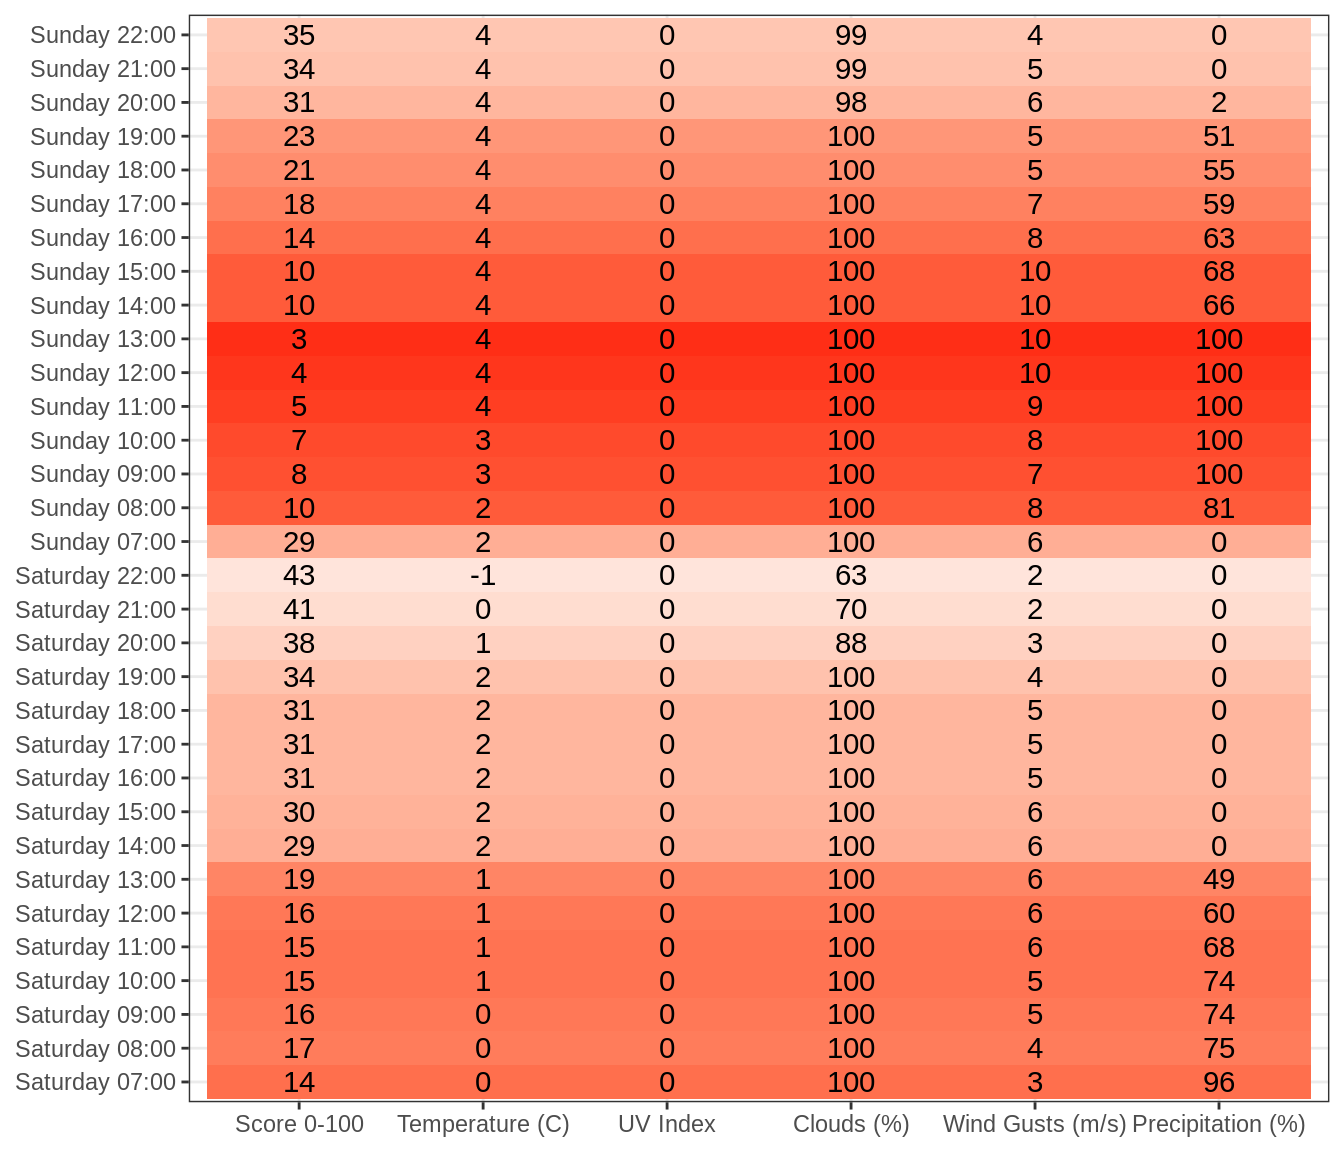 Sunday 22:00 35 4 0 99 4 0
Sunday 21:00 34 4 0 99 5 0
Sunday 20:00 31 4 0 98 6 2
Sunday 19:00 23 4 0 100 5 51
Sunday 18:00 21 4 0 100 5 55
Sunday 17:00 18 4 0 100 7 59
Sunday 16:00 14 4 0 100 8 63
Sunday 15:00 10 4 0 100 10 68
Sunday 14:00 10 4 0 100 10 66
Sunday 13:00 3 4 0 100 10 100
Sunday 12:00 4 4 0 100 10 100
Sunday 11:00 5 4 0 100 9 100
Sunday 10:00 7 3 0 100 8 100
Sunday 09:00 8 3 0 100 7 100
Sunday 08:00 10 2 0 100 8 81
Sunday 07:00 29 2 0 100 6 0
Saturday 22:00 43 -1 0 63 2 0
Saturday 21:00 41 0 0 70 2 0
Saturday 20:00 38 1 0 88 3 0
Saturday 19:00 34 2 0 100 4 0
Saturday 18:00 31 2 0 100 5 0
Saturday 17:00 31 2 0 100 5 0
Saturday 16:00 31 2 0 100 5 0
Saturday 15:00 30 2 0 100 6 0
Saturday 14:00 29 2 0 100 6 0
Saturday 13:00 19 1 0 100 6 49
Saturday 12:00 16 1 0 100 6 60
Saturday 11:00 15 1 0 100 6 68
Saturday 10:00 15 1 0 100 5 74
Saturday 09:00 16 0 0 100 5 74
Saturday 08:00 17 0 0 100 4 75
Saturday 07:00 14 0 0 100 3 96
Score 0-100 Temperature (C) UV Index Clouds (%) Wind Gusts (m/s) Precipitation (%)